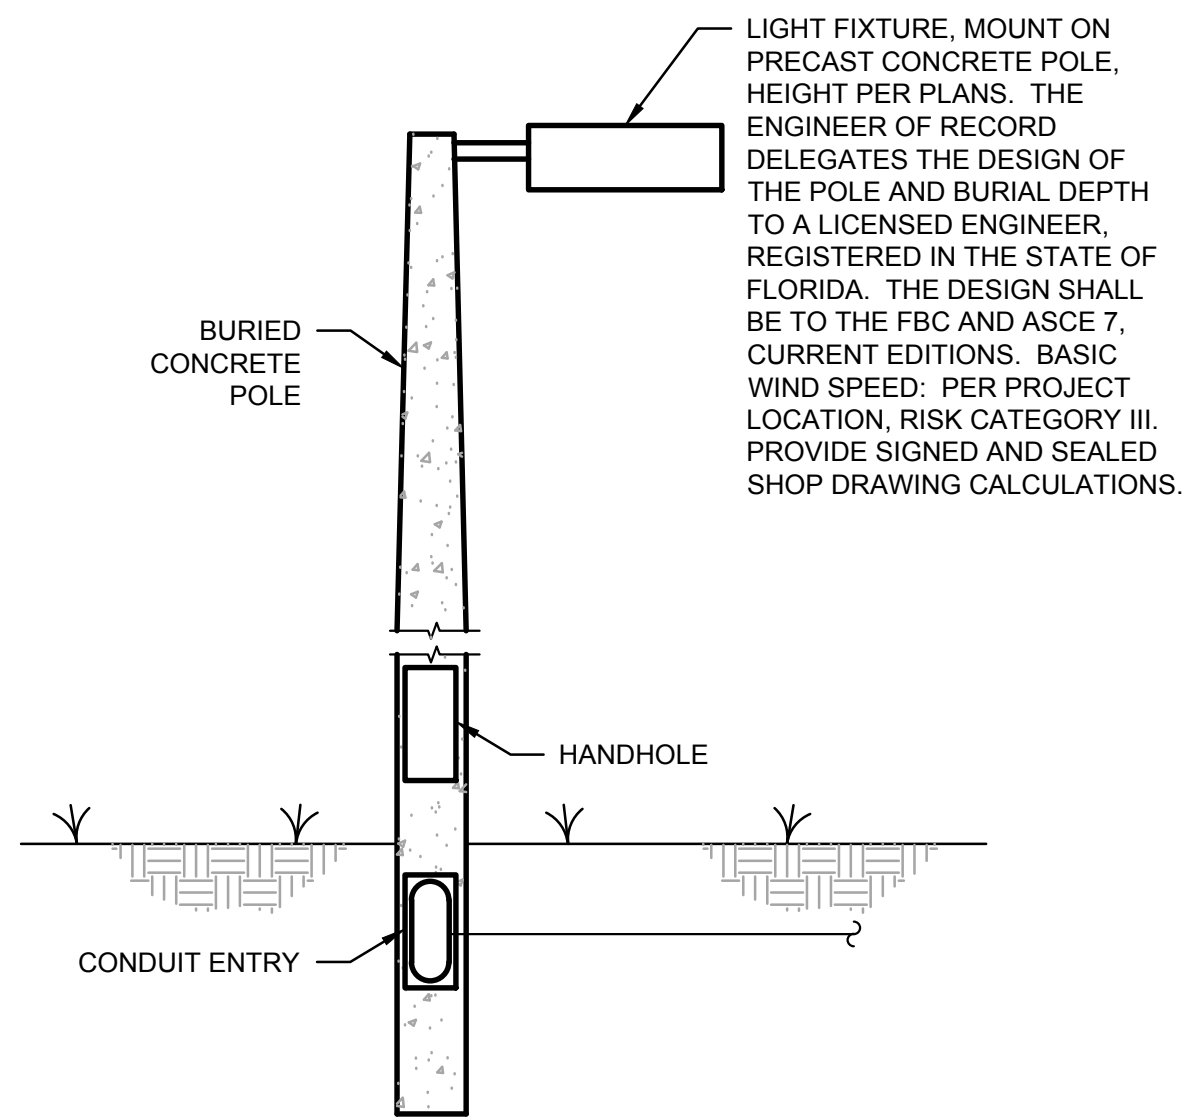 LIGHT FIXTURE, MOUNT ON
PRECAST CONCRETE POLE,
HEIGHT PER PLANS. THE
ENGINEER OF RECORD
DELEGATES THE DESIGN OF
THE POLE AND BURIAL DEPTH
TO A LICENSED ENGINEER,
REGISTERED IN THE STATE OF
FLORIDA. THE DESIGN SHALL
BE TO THE FBC AND ASCE 7,
CURRENT EDITIONS. BASIC
WIND SPEED: PER PROJECT
LOCATION, RISK CATEGORY III.
PROVIDE SIGNED AND SEALED
SHOP DRAWING CALCULATIONS.
BURIED
CONCRETE
POLE
HANDHOLE
CONDUIT ENTRY